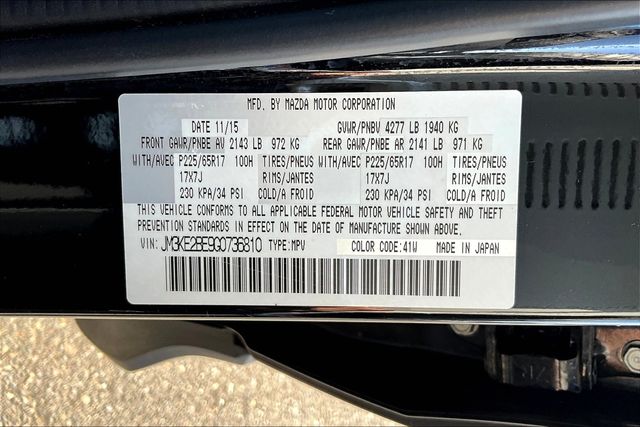 MFD. BY MAZDA MOTOR CORPORATION
DATE 11/15 GVWR/PNBV 4277 LB 1940 KG
FRONT GAWR/PNBE AV 2143 LB 972 KG REAR GAWR/PNBE AR 2141 LB 971 KG
WITH/AVEC P225/65R17 100H TIRES/PNEUS WITH/AVEC P225/65R17 100H TIRES/PNEUS
17X7J RIMS/JANTES 17X7J RIMS/JANTES
230 KPA/34 PSI COLD/A FROID 230 KPA/34 PSI COLD/A FROID
THIS VEHICLE CONFORMS TO ALL APPLICABLE FEDERAL MOTOR VEHICLE SAFETY AND THEFT
PREVENTION STANDARDS IN EFFECT ON THE DATE OF MANUFACTURE SHOWN ABOVE.
VIN: JM3KE2BE9G0736810 TYPE: MPV COLOR CODE: 41W MADE IN JAPAN